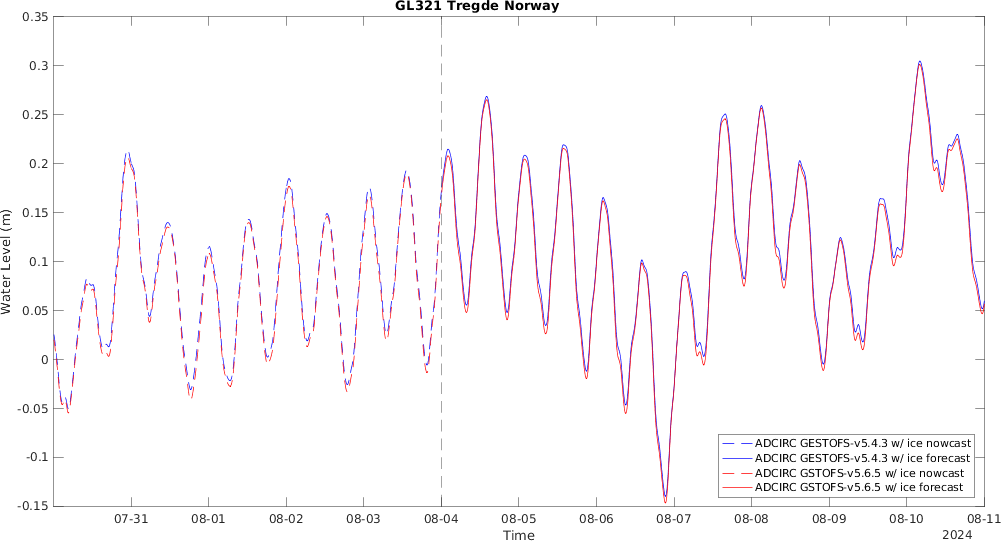 GL321 Tregde Norway
0.35
0.3
0.25
0.2
0.15
0.1
0.05
0
-0.05
-0.1
-0.15
Water Level (m)
ADCIRC GESTOFS-v5.4.3 w/ ice nowcast
ADCIRC GESTOFS-v5.4.3 w/ ice forecast
ADCIRC GSTOFS-v5.6.5 w/ ice nowcast
ADCIRC GSTOFS-v5.6.5 w/ ice forecast
07-31 08-01 08-02 08-03 08-04 08-05 08-06 08-07 08-08 08-09 08-10 08-11
Time
2024